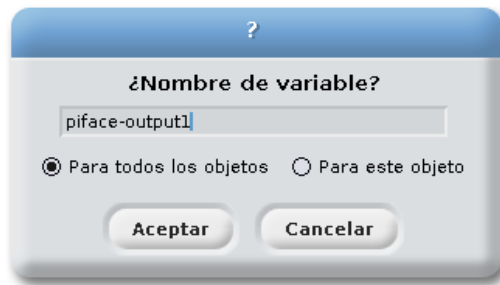 ?
¿Nombre de variable?
piface-output1
Para todos los objetos Para este objeto
Aceptar Cancelar